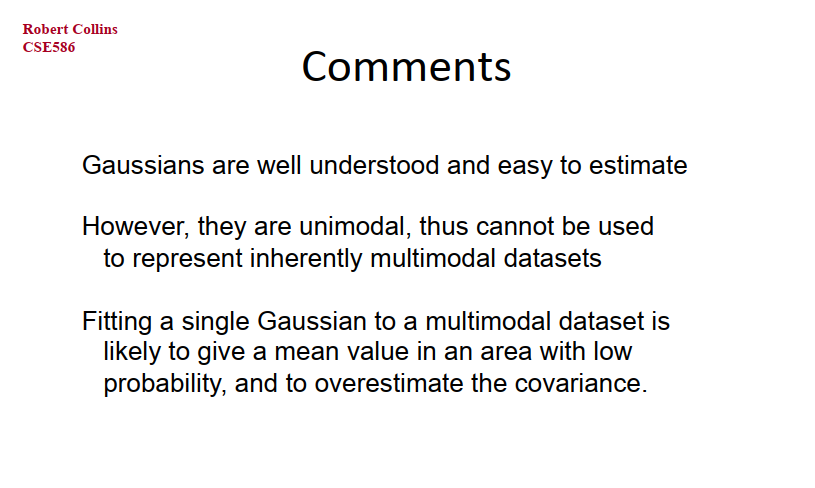 Robert Collins
CSE586
Comments
Gaussians are well understood and easy to estimate
However, they are unimodal, thus cannot be used
to represent inherently multimodal datasets
Fitting a single Gaussian to a multimodal dataset is
likely to give a mean value in an area with low
probability, and to overestimate the covariance.